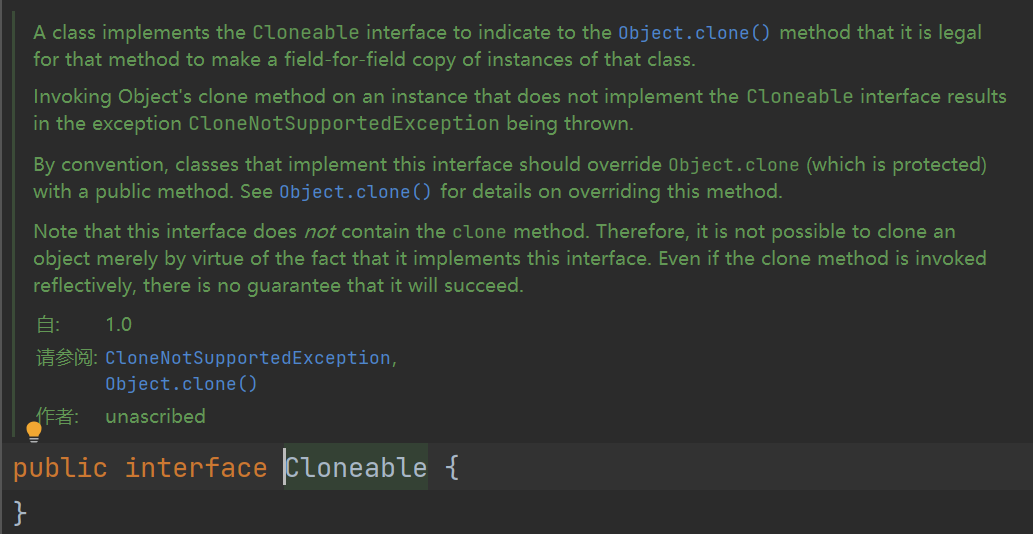 A class implements the Cloneable interface to indicate to the Object.clone() method that it is legal
for that method to make a field-for-field copy of instances of that class.
Invoking Object's clone method on an instance that does not implement the Cloneable interface results
in the exception CloneNotSupportedException being thrown.
By convention, classes that implement this interface should override Object.clone (which is protected)
with a public method. See Object.clone() for details on overriding this method.
Note that this interface does not contain the clone method. Therefore, it is not possible to clone an
object merely by virtue of the fact that it implements this interface. Even if the clone method is invoked
reflectively, there is no guarantee that it will succeed.
自: 1.0
请参阅: CloneNotSupportedException,
Object.clone()
作者: unascribed
public interface Cloneable {
}